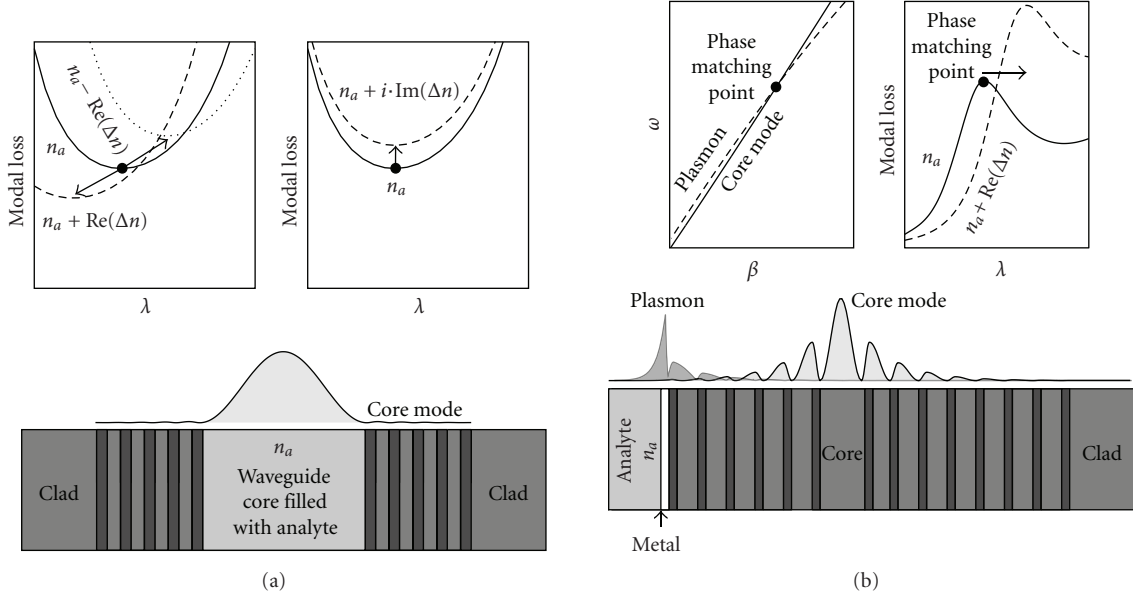 Modal loss
n_a
n_a − Re(Δn)
n_a + Re(Δn)
λ
Modal loss
n_a + i·Im(Δn)
n_a
λ
Core mode
Clad
n_a
Waveguide
core filled
with analyte
Clad
(a)
ω
Phase
matching
point
Plasmon
Core mode
β
Modal loss
Phase
matching
point
n_a
n_a + Re(Δn)
λ
Plasmon
Core mode
Analyte
n_a
Core
Clad
Metal
(b)